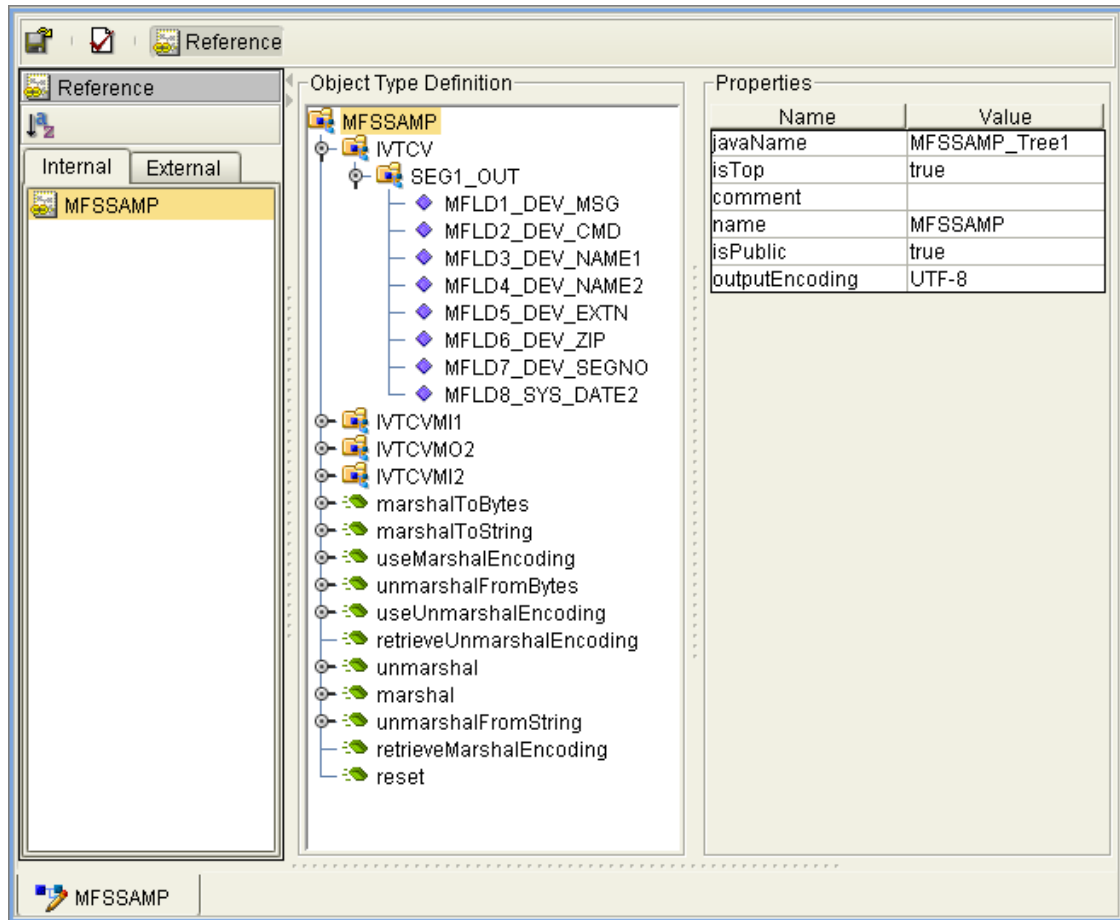 Reference
Reference
Internal External
MFSSAMP
Object Type Definition
MFSSAMP
IVTCV
SEG1_OUT
MFLD1_DEV_MSG
MFLD2_DEV_CMD
MFLD3_DEV_NAME1
MFLD4_DEV_NAME2
MFLD5_DEV_EXTN
MFLD6_DEV_ZIP
MFLD7_DEV_SEGNO
MFLD8_SYS_DATE2
IVTCVMI1
IVTCVMO2
IVTCVMI2
marshalToBytes
marshalToString
useMarshalEncoding
unmarshalFromBytes
useUnmarshalEncoding
retrieveUnmarshalEncoding
unmarshal
marshal
unmarshalFromString
retrieveMarshalEncoding
reset
Properties
Name Value
javaName MFSSAMP_Tree1
isTop true
comment
name MFSSAMP
isPublic true
outputEncoding UTF-8
MFSSAMP